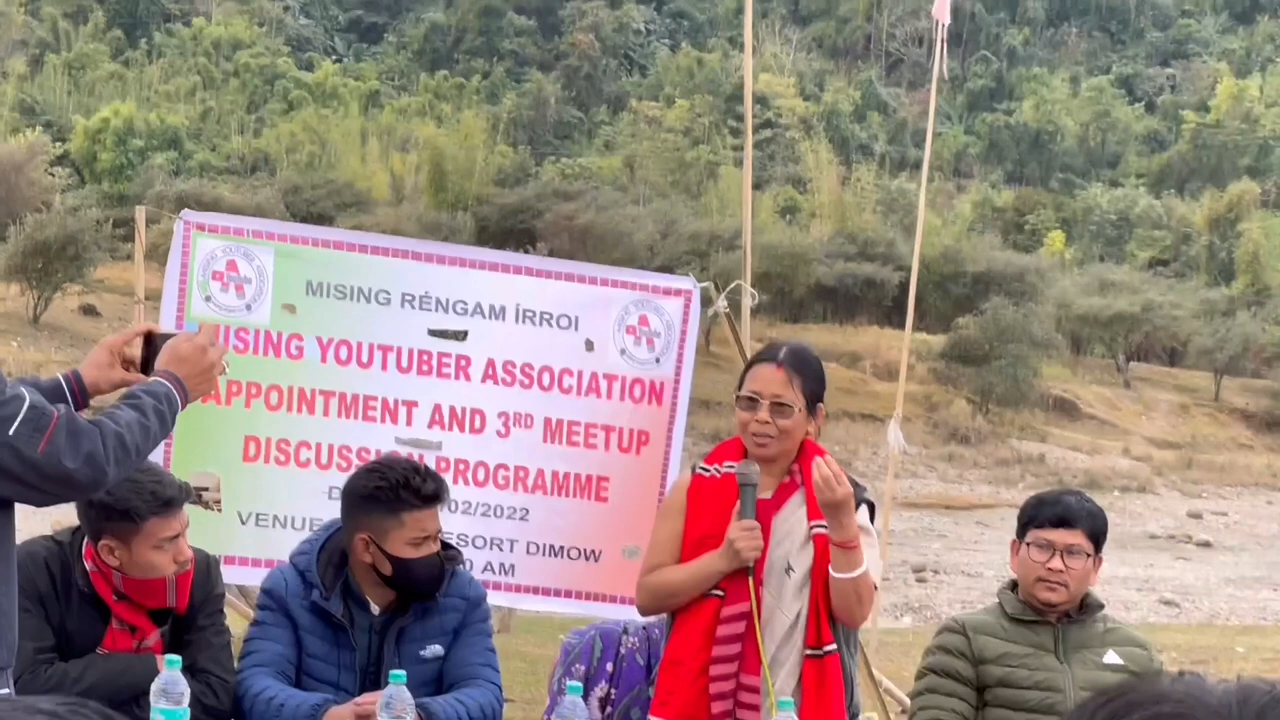 MISING RÉNGAM ÍRROI
MISING YOUTUBER ASSOCIATION
APPOINTMENT AND 3RD MEETUP
DISCUSSION PROGRAMME
02/2022
VENUE RESORT DIMOW
AM